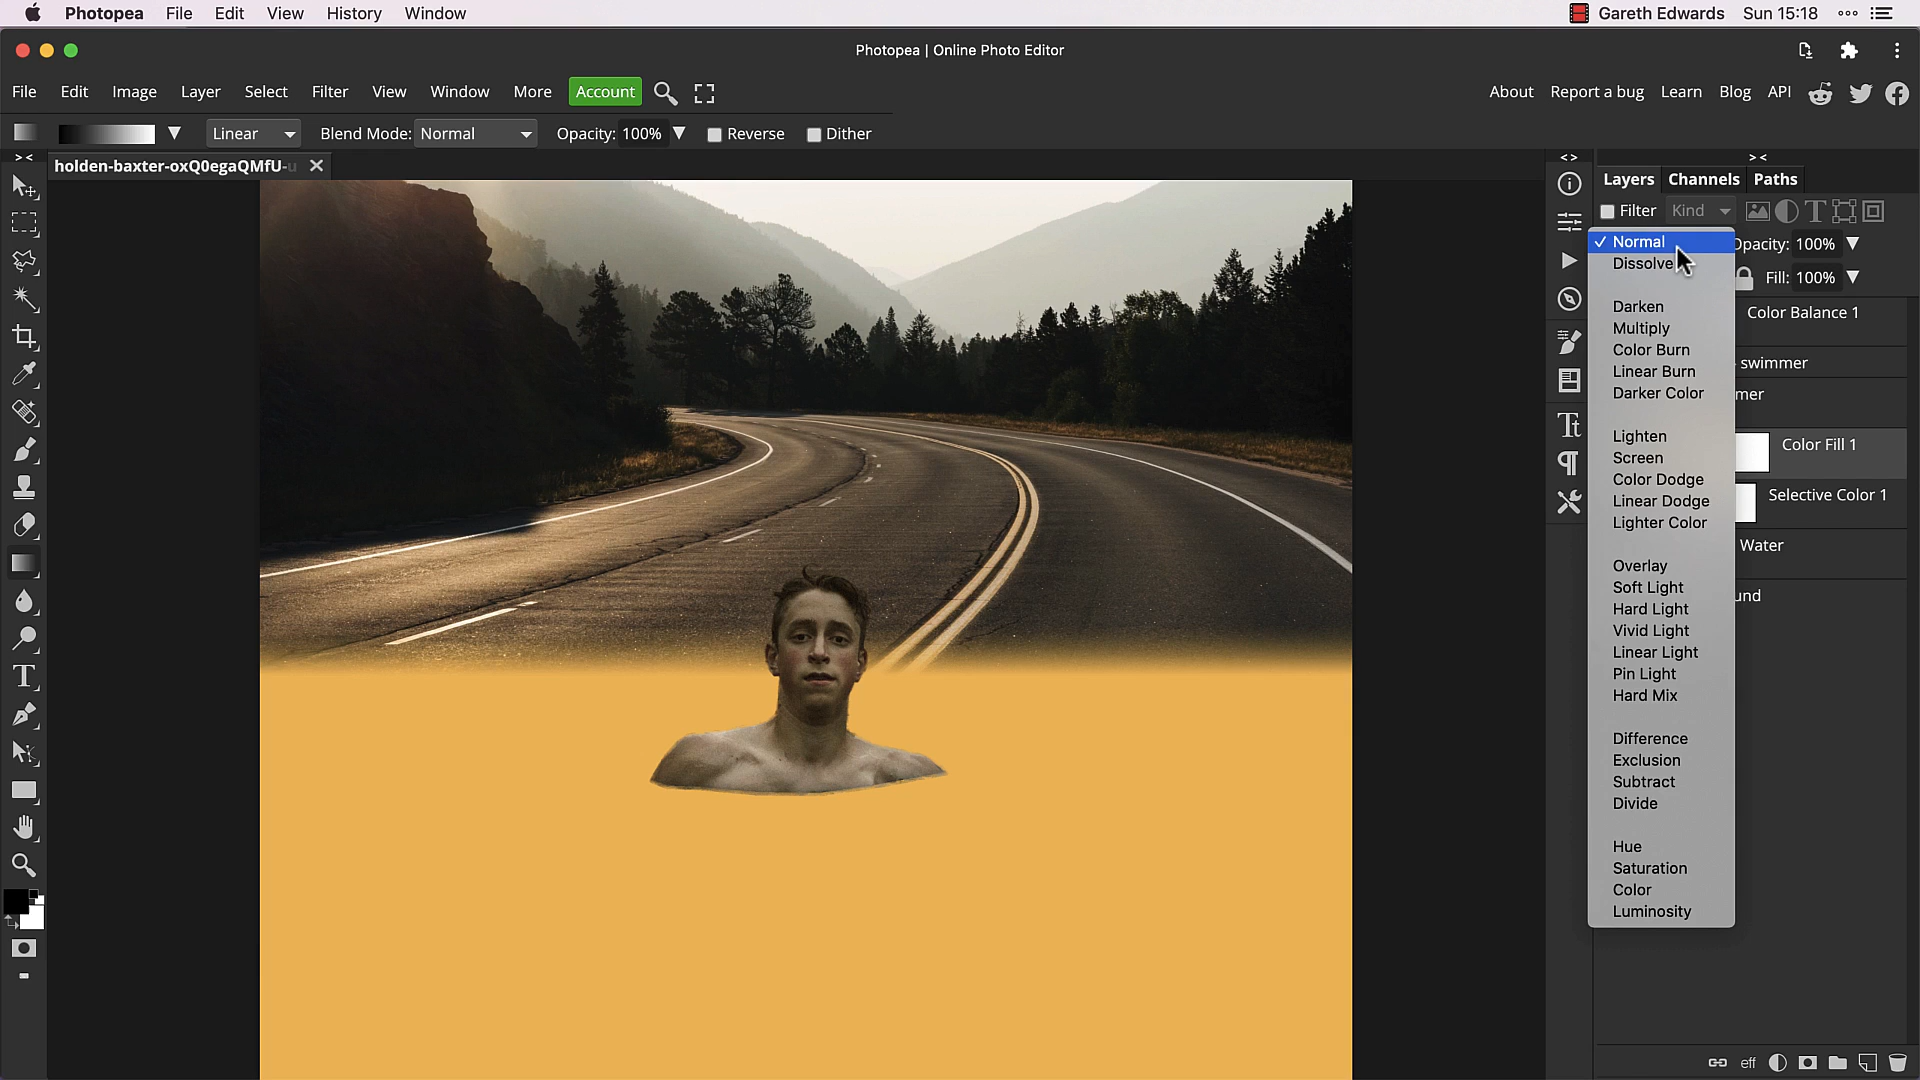 Photopea File Edit View History Window Gareth Edwards Sun 15:18
Photopea | Online Photo Editor
File Edit Image Layer Select Filter View Window More Account About Report a bug Learn Blog API
Linear Blend Mode: Normal Opacity: 100% Reverse Dither
holden-baxter-oxQ0egaQMfU-u
Layers Channels Paths
Filter Kind
Normal
Opacity: 100%
Dissolve
Fill: 100%
Darken
Color Balance 1
Multiply
Color Burn
swimmer
Linear Burn
Darker Color
mer
Lighten
Color Fill 1
Screen
Color Dodge
Selective Color 1
Linear Dodge
Lighter Color
Water
Overlay
Soft Light
und
Hard Light
Vivid Light
Linear Light
Pin Light
Hard Mix
Difference
Exclusion
Subtract
Divide
Hue
Saturation
Color
Luminosity
eff